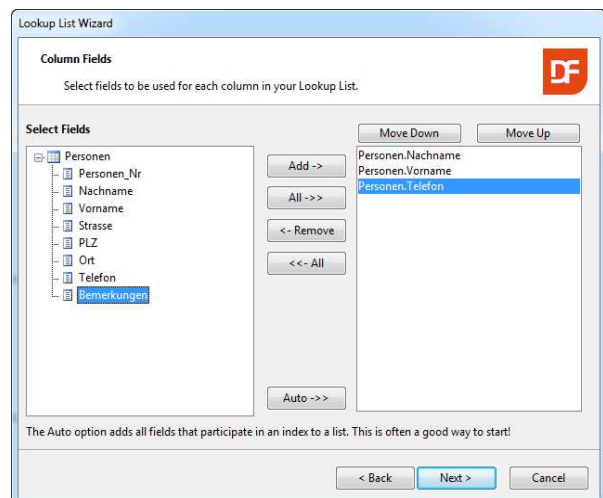 Lookup List Wizard
Column Fields
Select fields to be used for each column in your Lookup List.
DF
Select Fields
Move Down
Move Up
Personen
Personen_Nr
Nachname
Vorname
Strasse
PLZ
Ort
Telefon
Bemerkungen
Add ->
All ->>
<- Remove
<<- All
Auto ->>
Personen.Nachname
Personen.Vorname
Personen.Telefon
The Auto option adds all fields that participate in an index to a list. This is often a good way to start!
< Back
Next >
Cancel